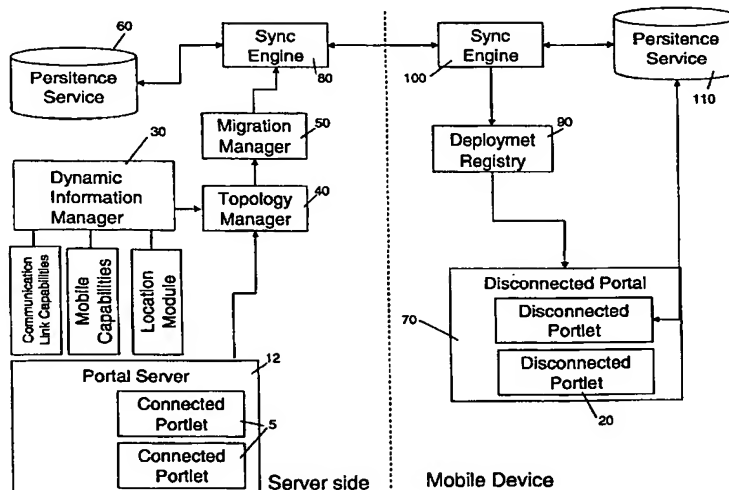 60
Persitence
Service
Sync
Engine
80
Sync
Engine
100
Persitence
Service
110
Migration
Manager
50
90
Deploymet
Registry
30
Dynamic
Information
Manager
Topology
Manager
40
Communication
Link Capabilities
Mobile
Capabilities
Location
Module
Disconnected Portal
70
Disconnected
Portlet
Disconnected
Portlet
20
12
Portal Server
Connected
Portlet
5
Connected
Portlet
Server side
Mobile Device